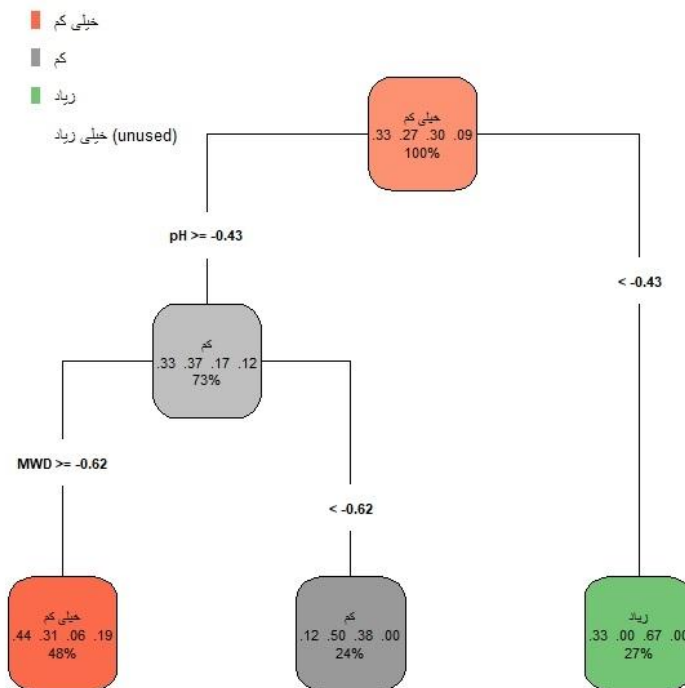 خیلی کم
کم
زیاد
خیلی زیاد (unused)
خیلی کم
.33 .27 .30 .09
100%
pH >= -0.43
< -0.43
کم
.33 .37 .17 .12
73%
MWD >= -0.62
< -0.62
خیلی کم
.44 .31 .06 .19
48%
کم
.12 .50 .38 .00
24%
زیاد
.33 .00 .67 .00
27%